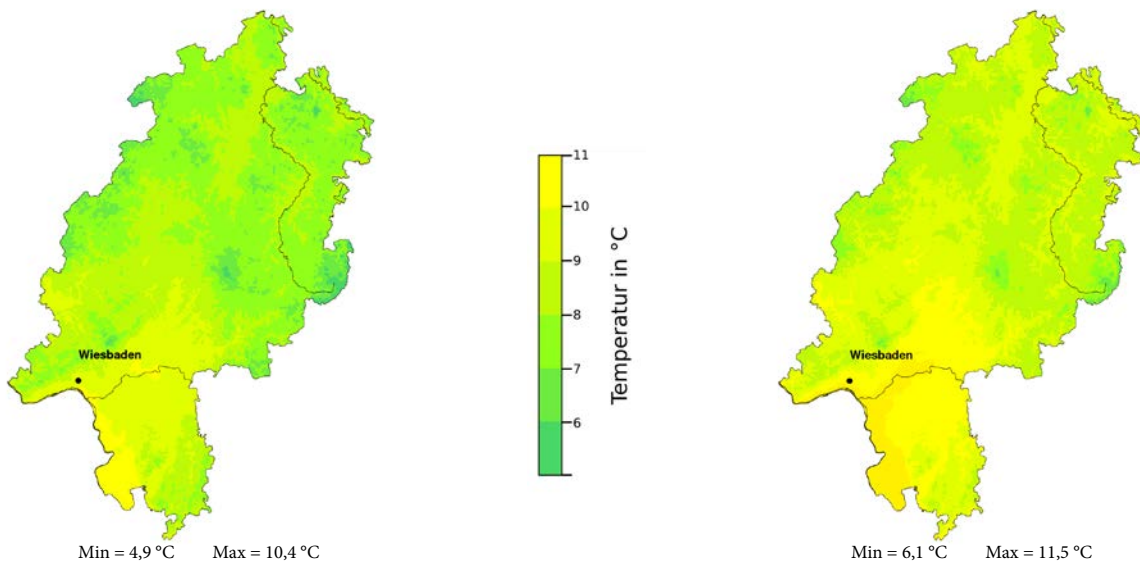 11
10
9
8
7
6
Temperatur in °C
Wiesbaden
Wiesbaden
Min = 4,9 °C Max = 10,4 °C
Min = 6,1 °C Max = 11,5 °C